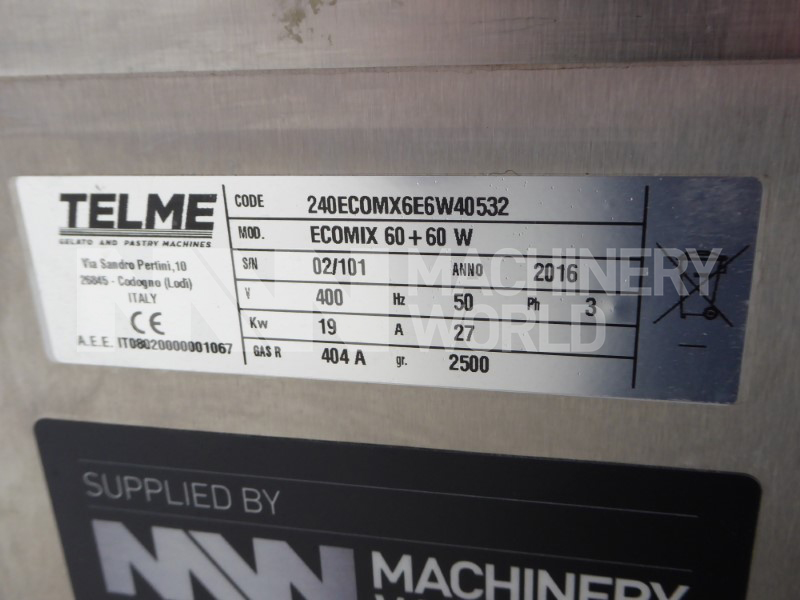 TELME
GELATO AND PASTRY MACHINES
Via Sandro Pertini,10
26845 - Codogno (Lodi)
ITALY
CE
A.E.E. IT08020000001067
CODE 240ECOMX6E6W40532
MOD. ECOMIX 60+60 W
S/N 02/101 ANNO 2016
V 400 Hz 50 Ph 3
Kw 19 A 27
GAS R 404 A gr. 2500
MW MACHINERY
WORLD
SUPPLIED BY
MW MACHINERY